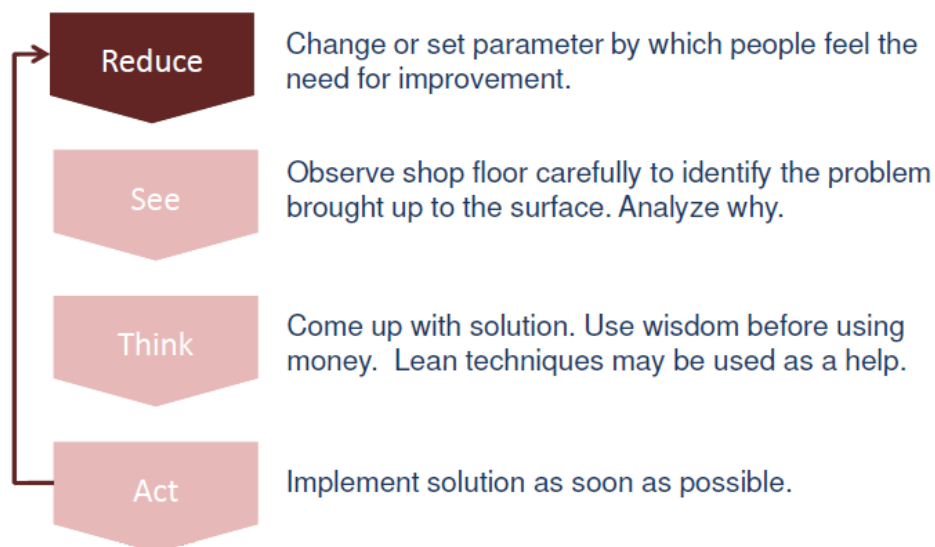 Reduce
Change or set parameter by which people feel the
need for improvement.
See
Observe shop floor carefully to identify the problem
brought up to the surface. Analyze why.
Think
Come up with solution. Use wisdom before using
money.  Lean techniques may be used as a help.
Act
Implement solution as soon as possible.